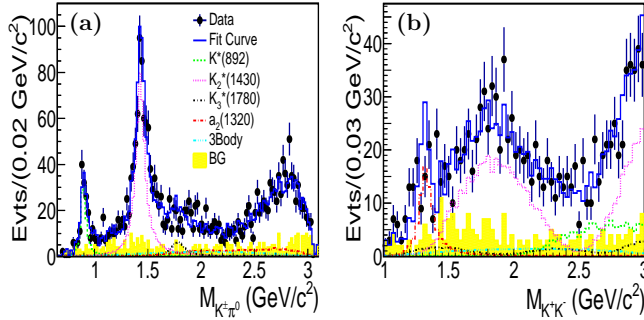 (a)
Data
Fit Curve
K*(892)
K₂*(1430)
K₃*(1780)
a₂(1320)
3Body
BG
Evts/(0.02 GeV/c²)
100
80
60
40
20
0
1 1.5 2 2.5 3
M_{K^±π⁰} (GeV/c²)
(b)
Evts/(0.03 GeV/c²)
40
30
20
10
0
1 1.5 2 2.5 3
M_{K⁺K⁻} (GeV/c²)